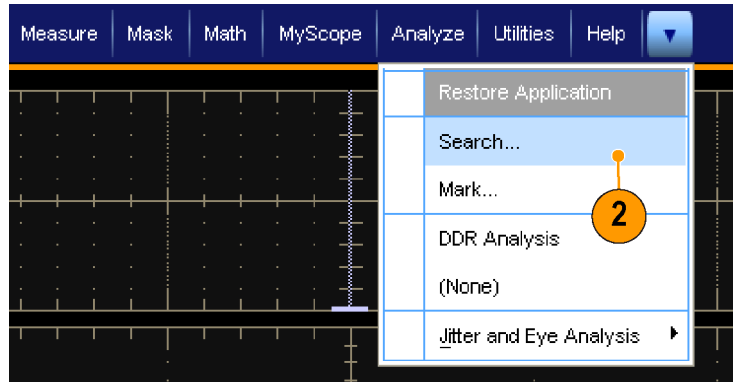 Measure Mask Math MyScope Analyze Utilities Help
Restore Application
Search...
Mark...
2
DDR Analysis
(None)
Jitter and Eye Analysis